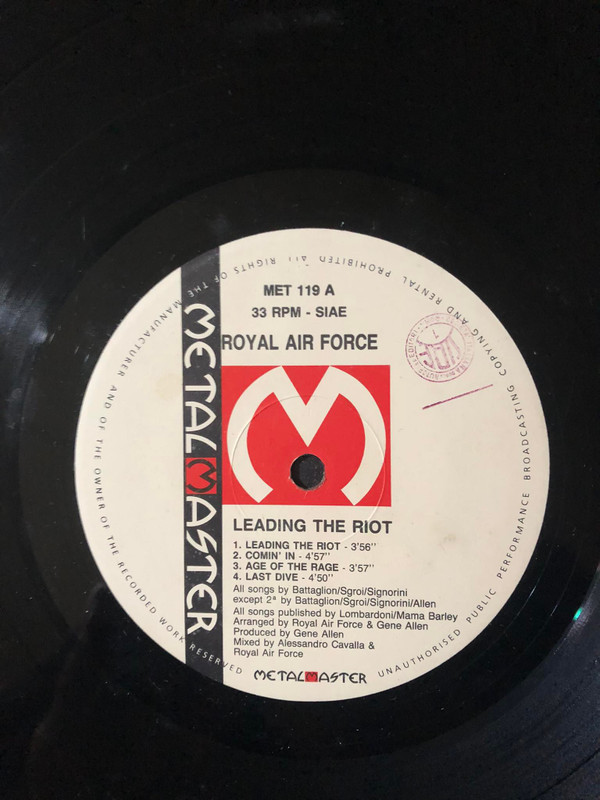 MET 119 A
33 RPM - SIAE
ROYAL AIR FORCE
METALMASTER
LEADING THE RIOT
1. LEADING THE RIOT - 3'56''
2. COMIN' IN - 4'57''
3. AGE OF THE RAGE - 3'57''
4. LAST DIVE - 4'50''
All songs by Battaglion/Sgroi/Signorini
except 2ª by Battaglion/Sgroi/Signorini/Allen
All songs published by Lombardoni/Mama Barley
Arranged by Royal Air Force & Gene Allen
Produced by Gene Allen
Mixed by Alessandro Cavalla &
Royal Air Force
METALMASTER
ALL RIGHTS OF THE MANUFACTURER AND OF THE OWNER OF THE RECORDED WORK RESERVED
UNAUTHORISED PUBLIC PERFORMANCE BROADCASTING COPYING AND RENTAL PROHIBITED